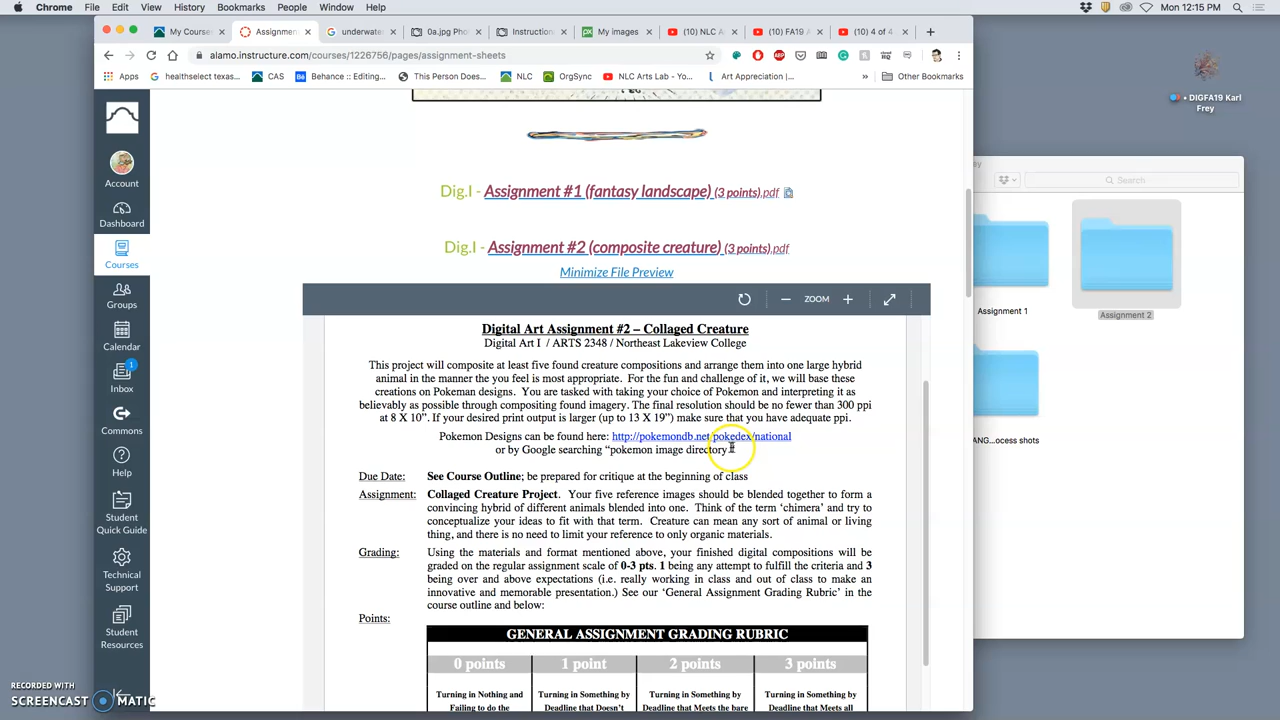 Chrome File Edit View History Bookmarks People Window Help
Mon 12:15 PM
My Courses
Assignmen
underwate
0a.jpg Pho
Instruction
My images
(10) NLC A
(10) FA19 A
(10) 4 of 4
alamo.instructure.com/courses/1226756/pages/assignment-sheets
Apps healthselect texas CAS Behance :: Editing... This Person Does... NLC OrgSync NLC Arts Lab - Yo... Art Appreciation |... » Other Bookmarks
Account
Dashboard
Courses
Groups
Calendar
1
Inbox
Commons
Help
Student
Quick Guide
Technical
Support
Student
Resources
Dig.I - Assignment #1 (fantasy landscape) (3 points).pdf
Dig.I - Assignment #2 (composite creature) (3 points).pdf
Minimize File Preview
ZOOM
Digital Art Assignment #2 – Collaged Creature
Digital Art I / ARTS 2348 / Northeast Lakeview College
This project will composite at least five found creature compositions and arrange them into one large hybrid
animal in the manner the you feel is most appropriate. For the fun and challenge of it, we will base these
creations on Pokeman designs. You are tasked with taking your choice of Pokemon and interpreting it as
believably as possible through compositing found imagery. The final resolution should be no fewer than 300 ppi
at 8 X 10”. If your desired print output is larger (up to 13 X 19”) make sure that you have adequate ppi.
Pokemon Designs can be found here: http://pokemondb.net/pokedex/national
or by Google searching “pokemon image directory
Due Date: See Course Outline; be prepared for critique at the beginning of class
Assignment: Collaged Creature Project. Your five reference images should be blended together to form a
convincing hybrid of different animals blended into one. Think of the term ‘chimera’ and try to
conceptualize your ideas to fit with that term. Creature can mean any sort of animal or living
thing, and there is no need to limit your reference to only organic materials.
Grading: Using the materials and format mentioned above, your finished digital compositions will be
graded on the regular assignment scale of 0-3 pts. 1 being any attempt to fulfill the criteria and 3
being over and above expectations (i.e. really working in class and out of class to make an
innovative and memorable presentation.) See our ‘General Assignment Grading Rubric’ in the
course outline and below:
Points:
GENERAL ASSIGNMENT GRADING RUBRIC
0 points 1 point 2 points 3 points
Turning in Nothing and Turning in Something by Turning in Something by Turning in Something by
Failing to do the Deadline that Doesn’t Deadline that Meets the bare Deadline that Meets all
DIGFA19 Karl
Frey
ey
Search
Assignment 1
Assignment 2
ANG...ocess shots
RECORDED WITH
SCREENCAST MATIC